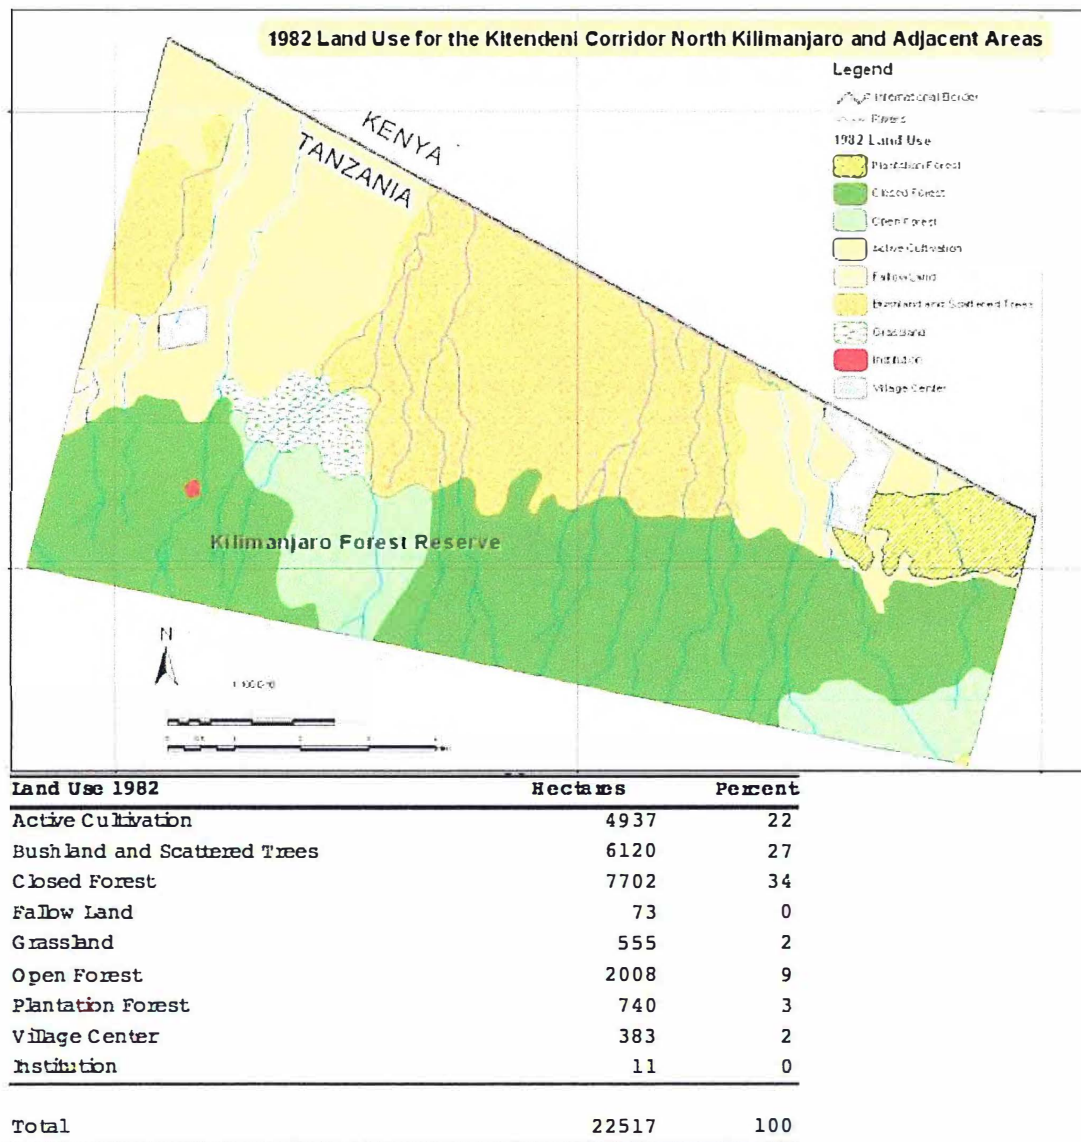 1982 Land Use for the Kitendeni Corridor North Kilimanjaro and Adjacent Areas
Legend
International Border
Rivers
1982 Land Use
Plantation Forest
Closed Forest
Open Forest
Active Cultivation
Fallow Land
Bushland and Scattered Trees
Grassland
Institution
Village Center
KENYA
TANZANIA
Kilimanjaro Forest Reserve
N
Land Use 1982 Hectares Percent
Active Cultivation 4937 22
Bushland and Scattered Trees 6120 27
Closed Forest 7702 34
Fallow Land 73 0
Grassland 555 2
Open Forest 2008 9
Plantation Forest 740 3
Village Center 383 2
Institution 11 0
Total 22517 100